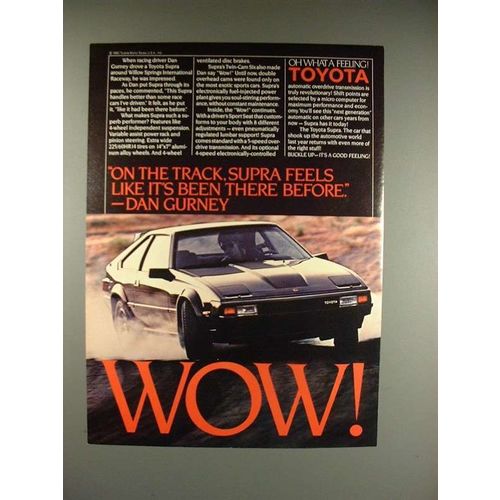 When racing driver Dan
Gurney drove a Toyota Supra
around Willow Springs International
Raceway, he was impressed.
As Dan put Supra through its
paces, he commented, "This Supra
handles better than some race
cars I've driven." It felt, as he put
it, "like it had been there before."
What makes Supra such a su-
perb performer? Features like
4-wheel independent suspension.
Variable assist power rack and
pinion steering. Extra wide
225/60HR14 tires on 14"x7" alumi-
num alloy wheels. And 4-wheel
ventilated disc brakes.
Supra's Twin-Cam Six also made
Dan say "Wow!" Until now, double
overhead cams were found only on
the most exotic sports cars. Supra's
electronically fuel-injected power
plant gives you soul-stirring perform-
ance, without constant maintenance.
Inside, the "Wow!" continues.
With a driver's Sport Seat that con-
forms to your body with 8 different
adjustments — even pneumatically
regulated lumbar support! Supra
comes standard with a 5-speed over-
drive transmission. And its optional
4-speed electronically-controlled
OH WHAT A FEELING!
TOYOTA
automatic overdrive transmission is
truly revolutionary! Shift points are
selected by a micro computer for
maximum performance and econ-
omy. You'll see this "next generation"
automatic on other cars years from
now — Supra has it today!
The Toyota Supra. The car that
shook up the automotive world
last year returns with even more of
the right stuff!
BUCKLE UP—IT'S A GOOD FEELING!
"ON THE TRACK, SUPRA FEELS
LIKE IT'S BEEN THERE BEFORE."
—DAN GURNEY
TOYOTA
WOW!